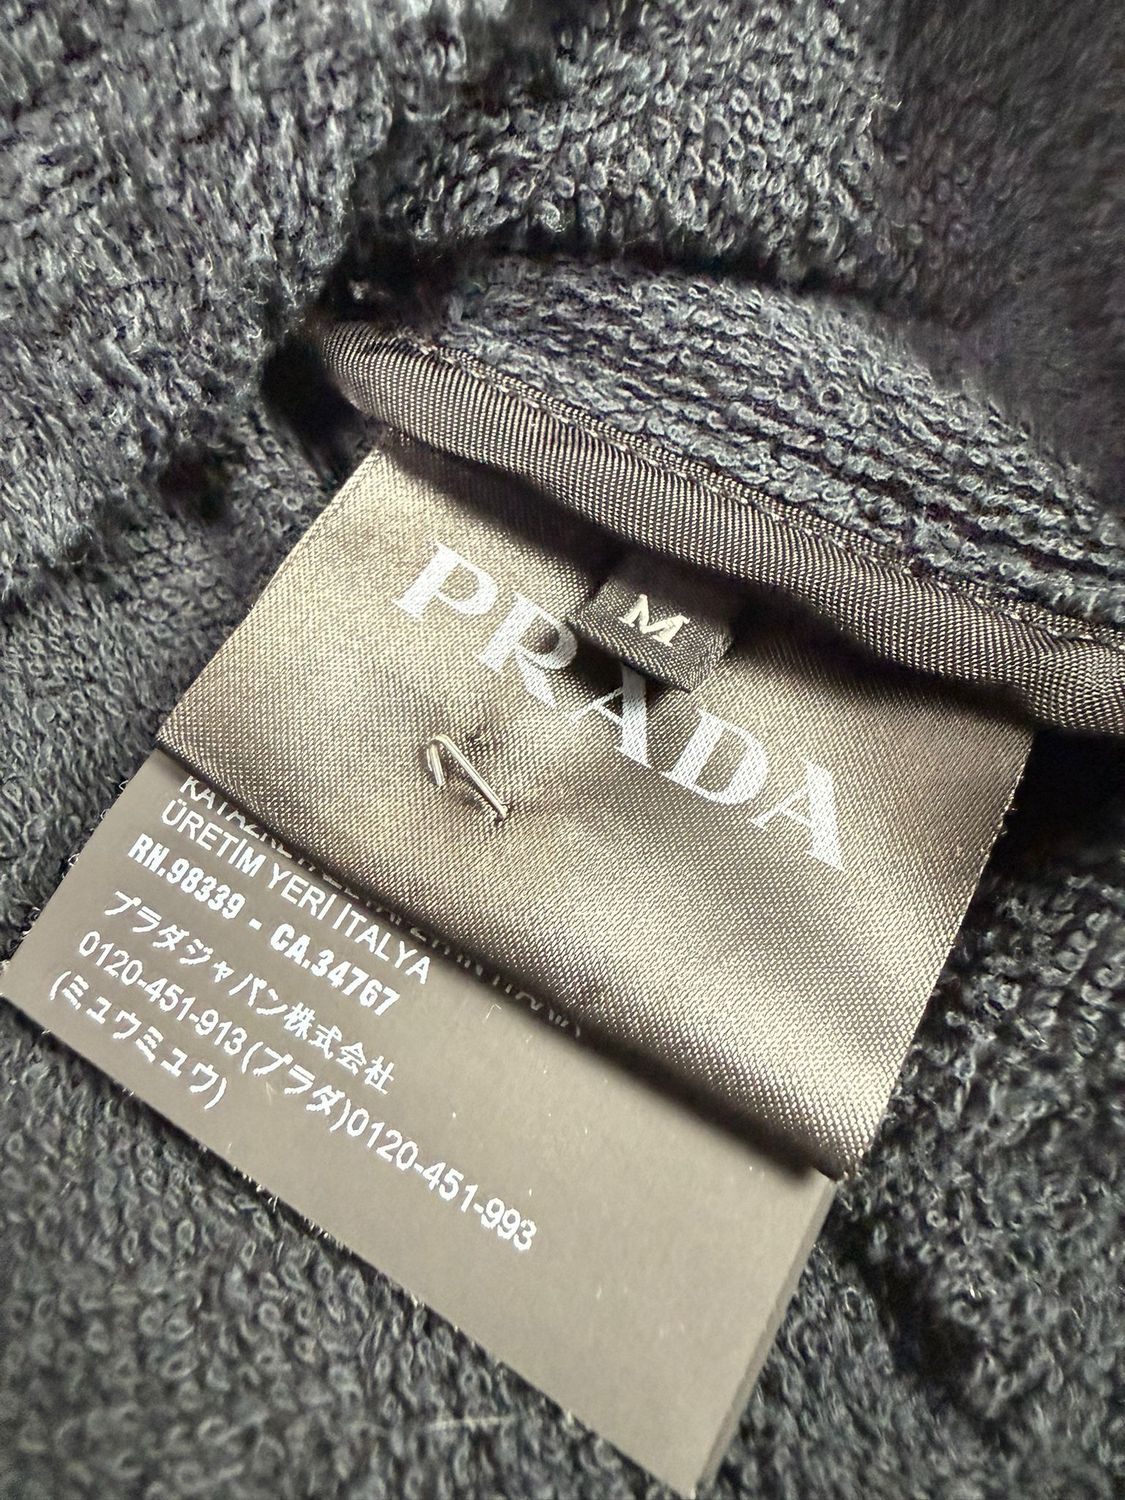 M
PRADA
ÜRETİM YERİ ITALYA
RN.98339 - CA.34767
プラダジャパン株式会社
0120-451-913(プラダ)0120-451-993
(ミュウミュウ)